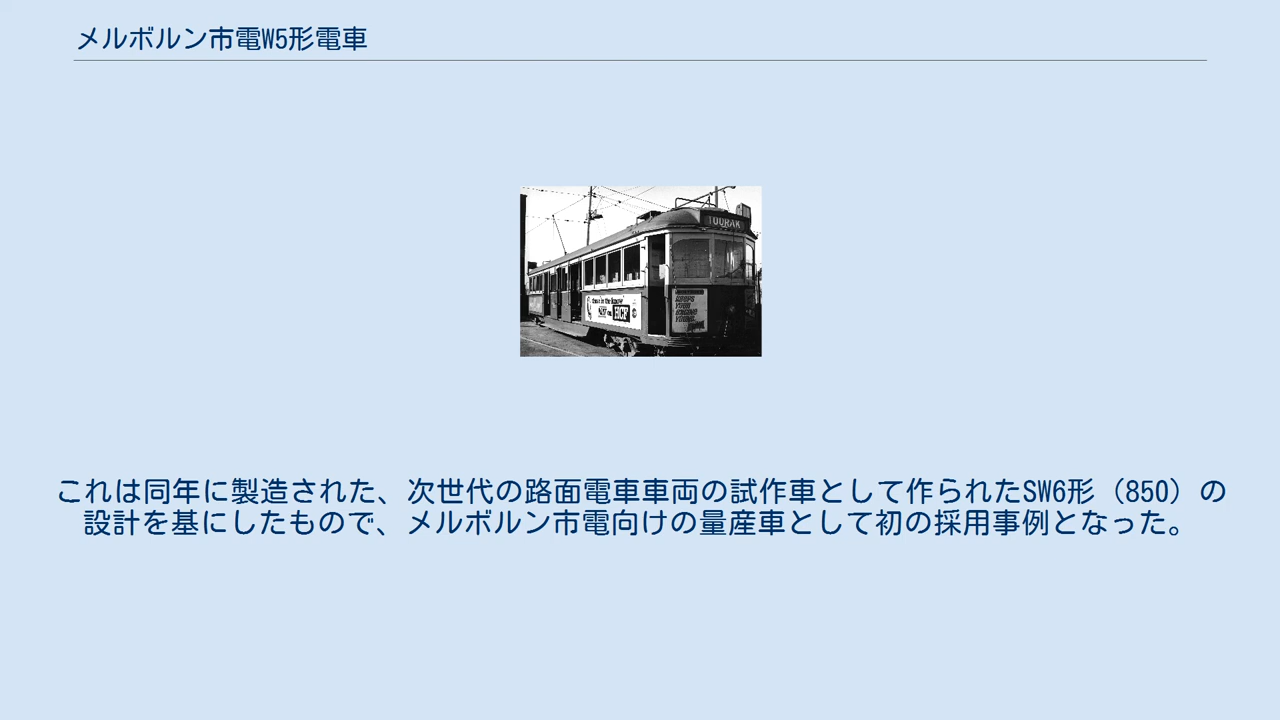 メルボルン市電W5形電車
TOORAK
これは同年に製造された、次世代の路面電車車両の試作車として作られたSW6形（850）の
設計を基にしたもので、メルボルン市電向けの量産車として初の採用事例となった。